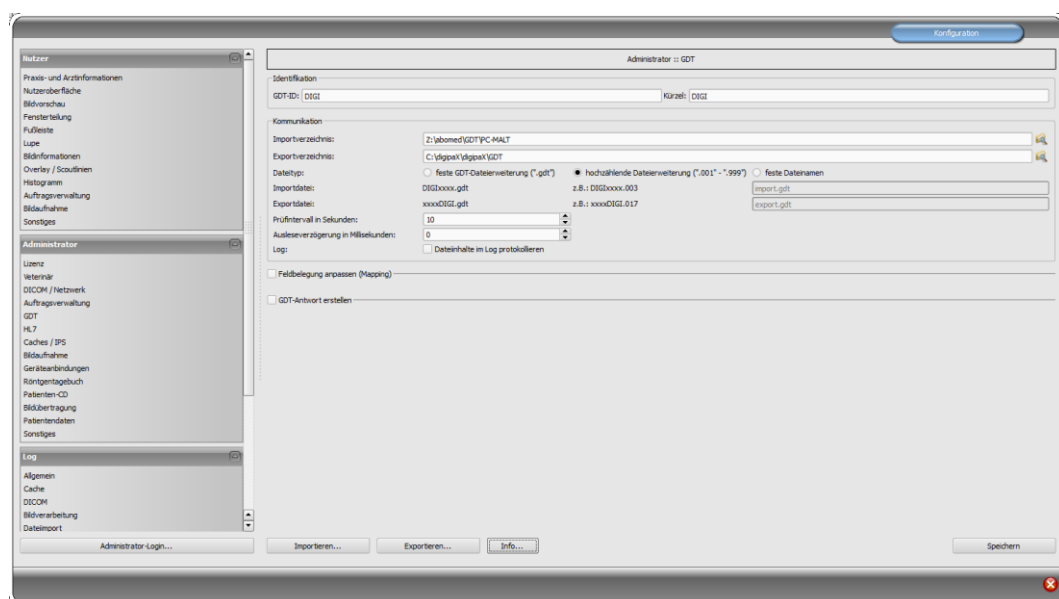 Konfiguration
Nutzer
Praxis- und Arztinformationen
Nutzeroberfläche
Bildvorschau
Fensterteilung
Fußleiste
Lupe
Bildinformationen
Overlay / Scoutlinien
Histogramm
Auftragsverwaltung
Bildaufnahme
Sonstiges
Administrator
Lizenz
Veterinär
DICOM / Netzwerk
Auftragsverwaltung
GDT
HL7
Caches / IPS
Bildaufnahme
Geräteanbindungen
Röntgentagebuch
Patienten-CD
Bildübertragung
Patientendaten
Sonstiges
Log
Allgemein
Cache
DICOM
Bildverarbeitung
Dateiimport
Administrator-Login...
Administrator :: GDT
Identifikation
GDT-ID: DIGI Kürzel: DIGI
Kommunikation
Importverzeichnis: Z:\abomed\GDT\PC-MALT
Exportverzeichnis: C:\digipaX\digipaX\GDT
Dateityp: feste GDT-Dateierweiterung (".gdt") hochzählende Dateierweiterung (".001" - ".999") feste Dateinamen
Importdatei: DIGIxxxx.gdt z.B.: DIGIxxxx.003 import.gdt
Exportdatei: xxxxDIGI.gdt z.B.: xxxxDIGI.017 export.gdt
Prüfintervall in Sekunden: 10
Ausleseverzögerung in Millisekunden: 0
Log: Dateiinhalte im Log protokollieren
Feldbelegung anpassen (Mapping)
GDT-Antwort erstellen
Importieren... Exportieren... Info... Speichern